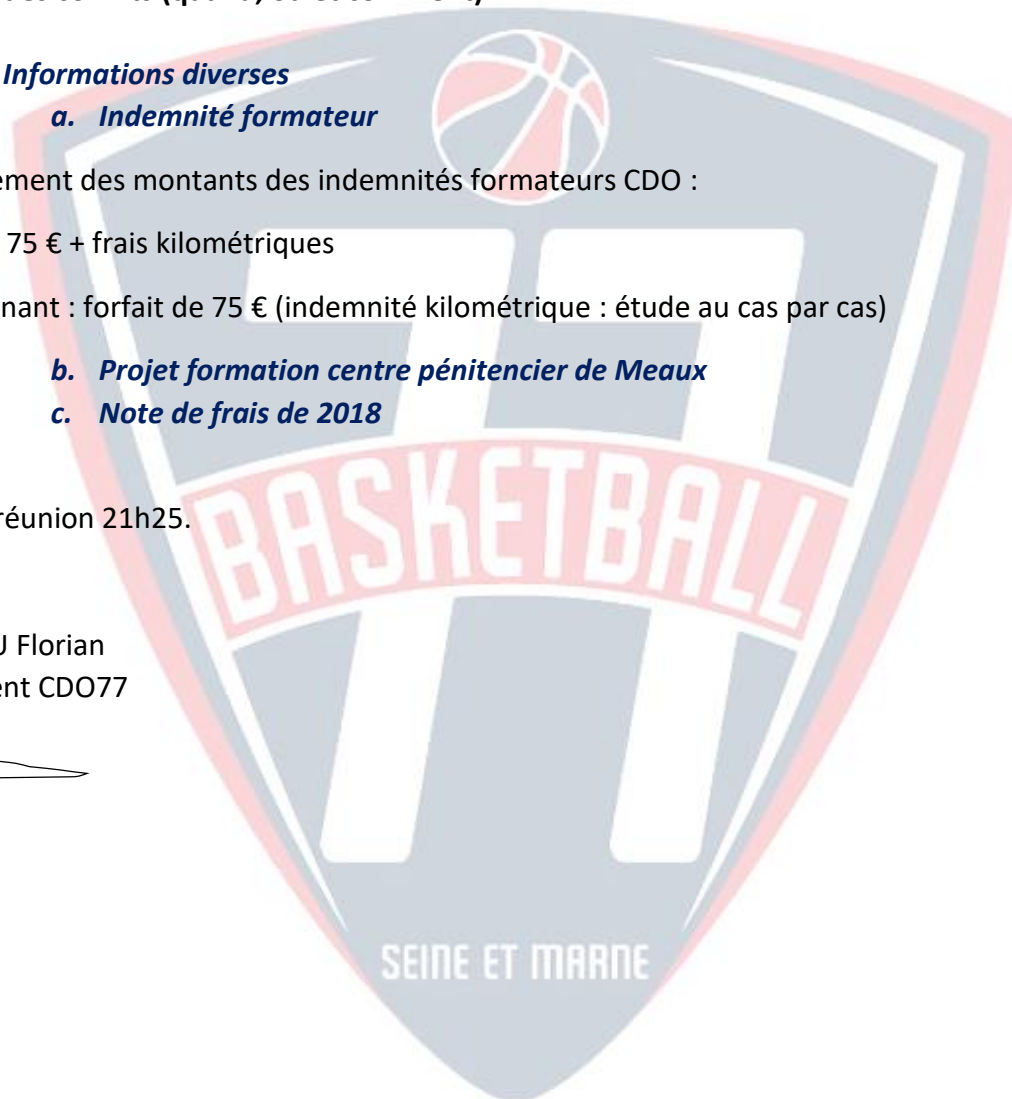 Informations diverses
a. Indemnité formateur
ement des montants des indemnités formateurs CDO :
75 € + frais kilométriques
nant : forfait de 75 € (indemnité kilométrique : étude au cas par cas)
b. Projet formation centre pénitencier de Meaux
c. Note de frais de 2018
réunion 21h25.
Florian
ent CDO77
77
BASKETBALL
SEINE ET MARNE